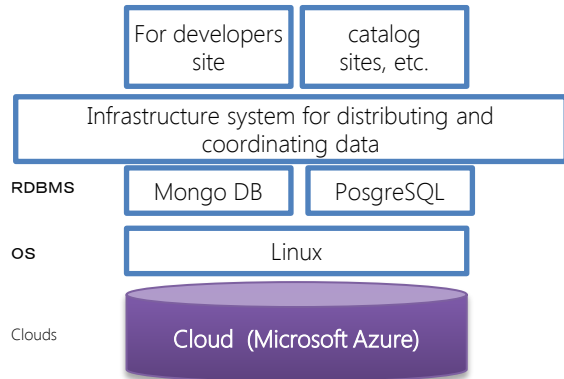 For developers
site
catalog
sites, etc.
Infrastructure system for distributing and
coordinating data
RDBMS
Mongo DB
PosgreSQL
OS
Linux
Clouds
Cloud (Microsoft Azure)